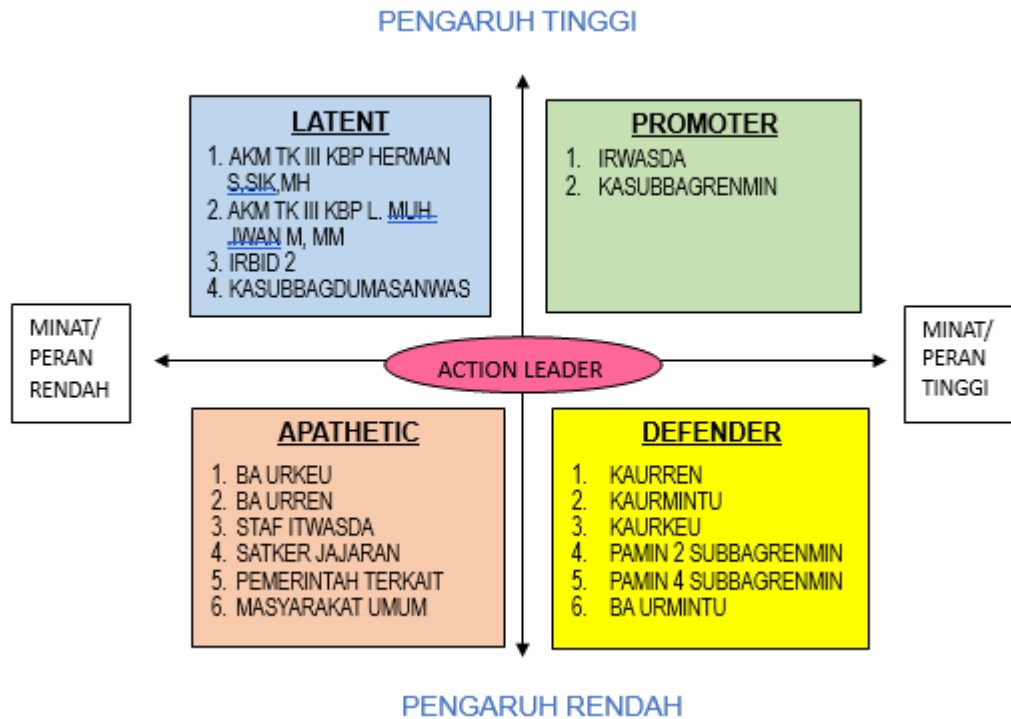 PENGARUH TINGGI
LATENT
1. AKM TK III KBP HERMAN
S,SIK,MH
2. AKM TK III KBP L. MUH
IWAN M, MM
3. IRBID 2
4. KASUBBAGDUMASANWAS
PROMOTER
1. IRWASDA
2. KASUBBAGRENMIN
MINAT/
PERAN
RENDAH
ACTION LEADER
MINAT/
PERAN
TINGGI
APATHETIC
1. BA URKEU
2. BA URREN
3. STAF ITWASDA
4. SATKER JAJARAN
5. PEMERINTAH TERKAIT
6. MASYARAKAT UMUM
DEFENDER
1. KAURREN
2. KAURMINTU
3. KAURKEU
4. PAMIN 2 SUBBAGRENMIN
5. PAMIN 4 SUBBAGRENMIN
6. BA URMINTU
PENGARUH RENDAH